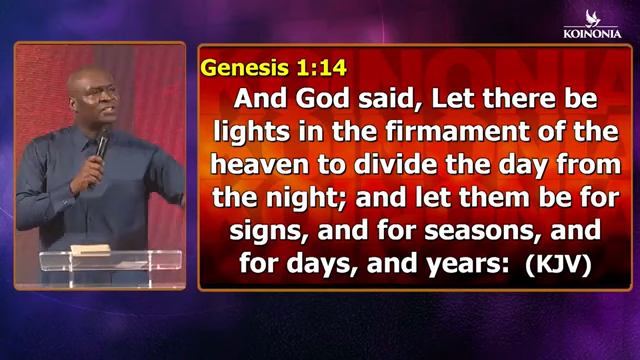 KOINONIA
Genesis 1:14
And God said, Let there be
lights in the firmament of the
heaven to divide the day from
the night; and let them be for
signs, and for seasons, and
for days, and years: (KJV)